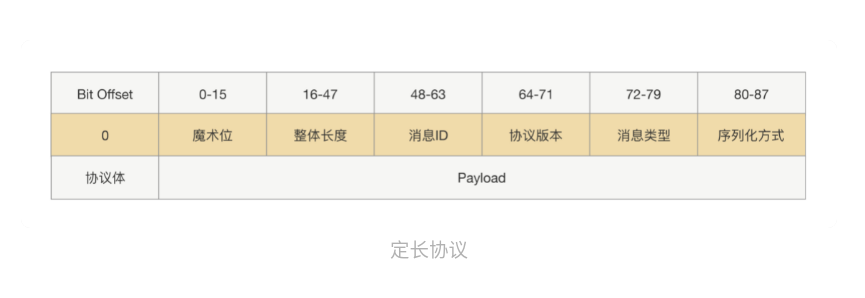 Bit Offset 0-15 16-47 48-63 64-71 72-79 80-87
0 魔术位 整体长度 消息ID 协议版本 消息类型 序列化方式
协议体 Payload
定长协议